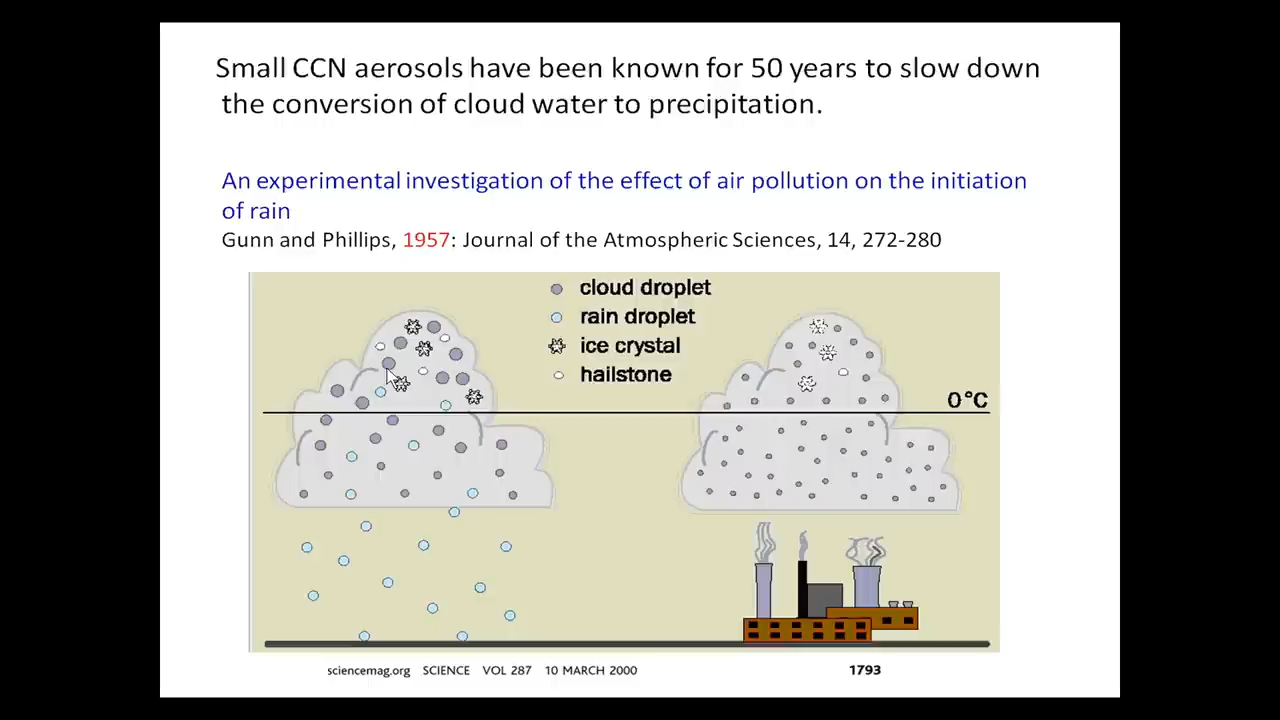 Small CCN aerosols have been known for 50 years to slow down
the conversion of cloud water to precipitation.
An experimental investigation of the effect of air pollution on the initiation
of rain
Gunn and Phillips, 1957: Journal of the Atmospheric Sciences, 14, 272-280
cloud droplet
rain droplet
ice crystal
hailstone
0°C
sciencemag.org SCIENCE VOL 287 10 MARCH 2000 1793